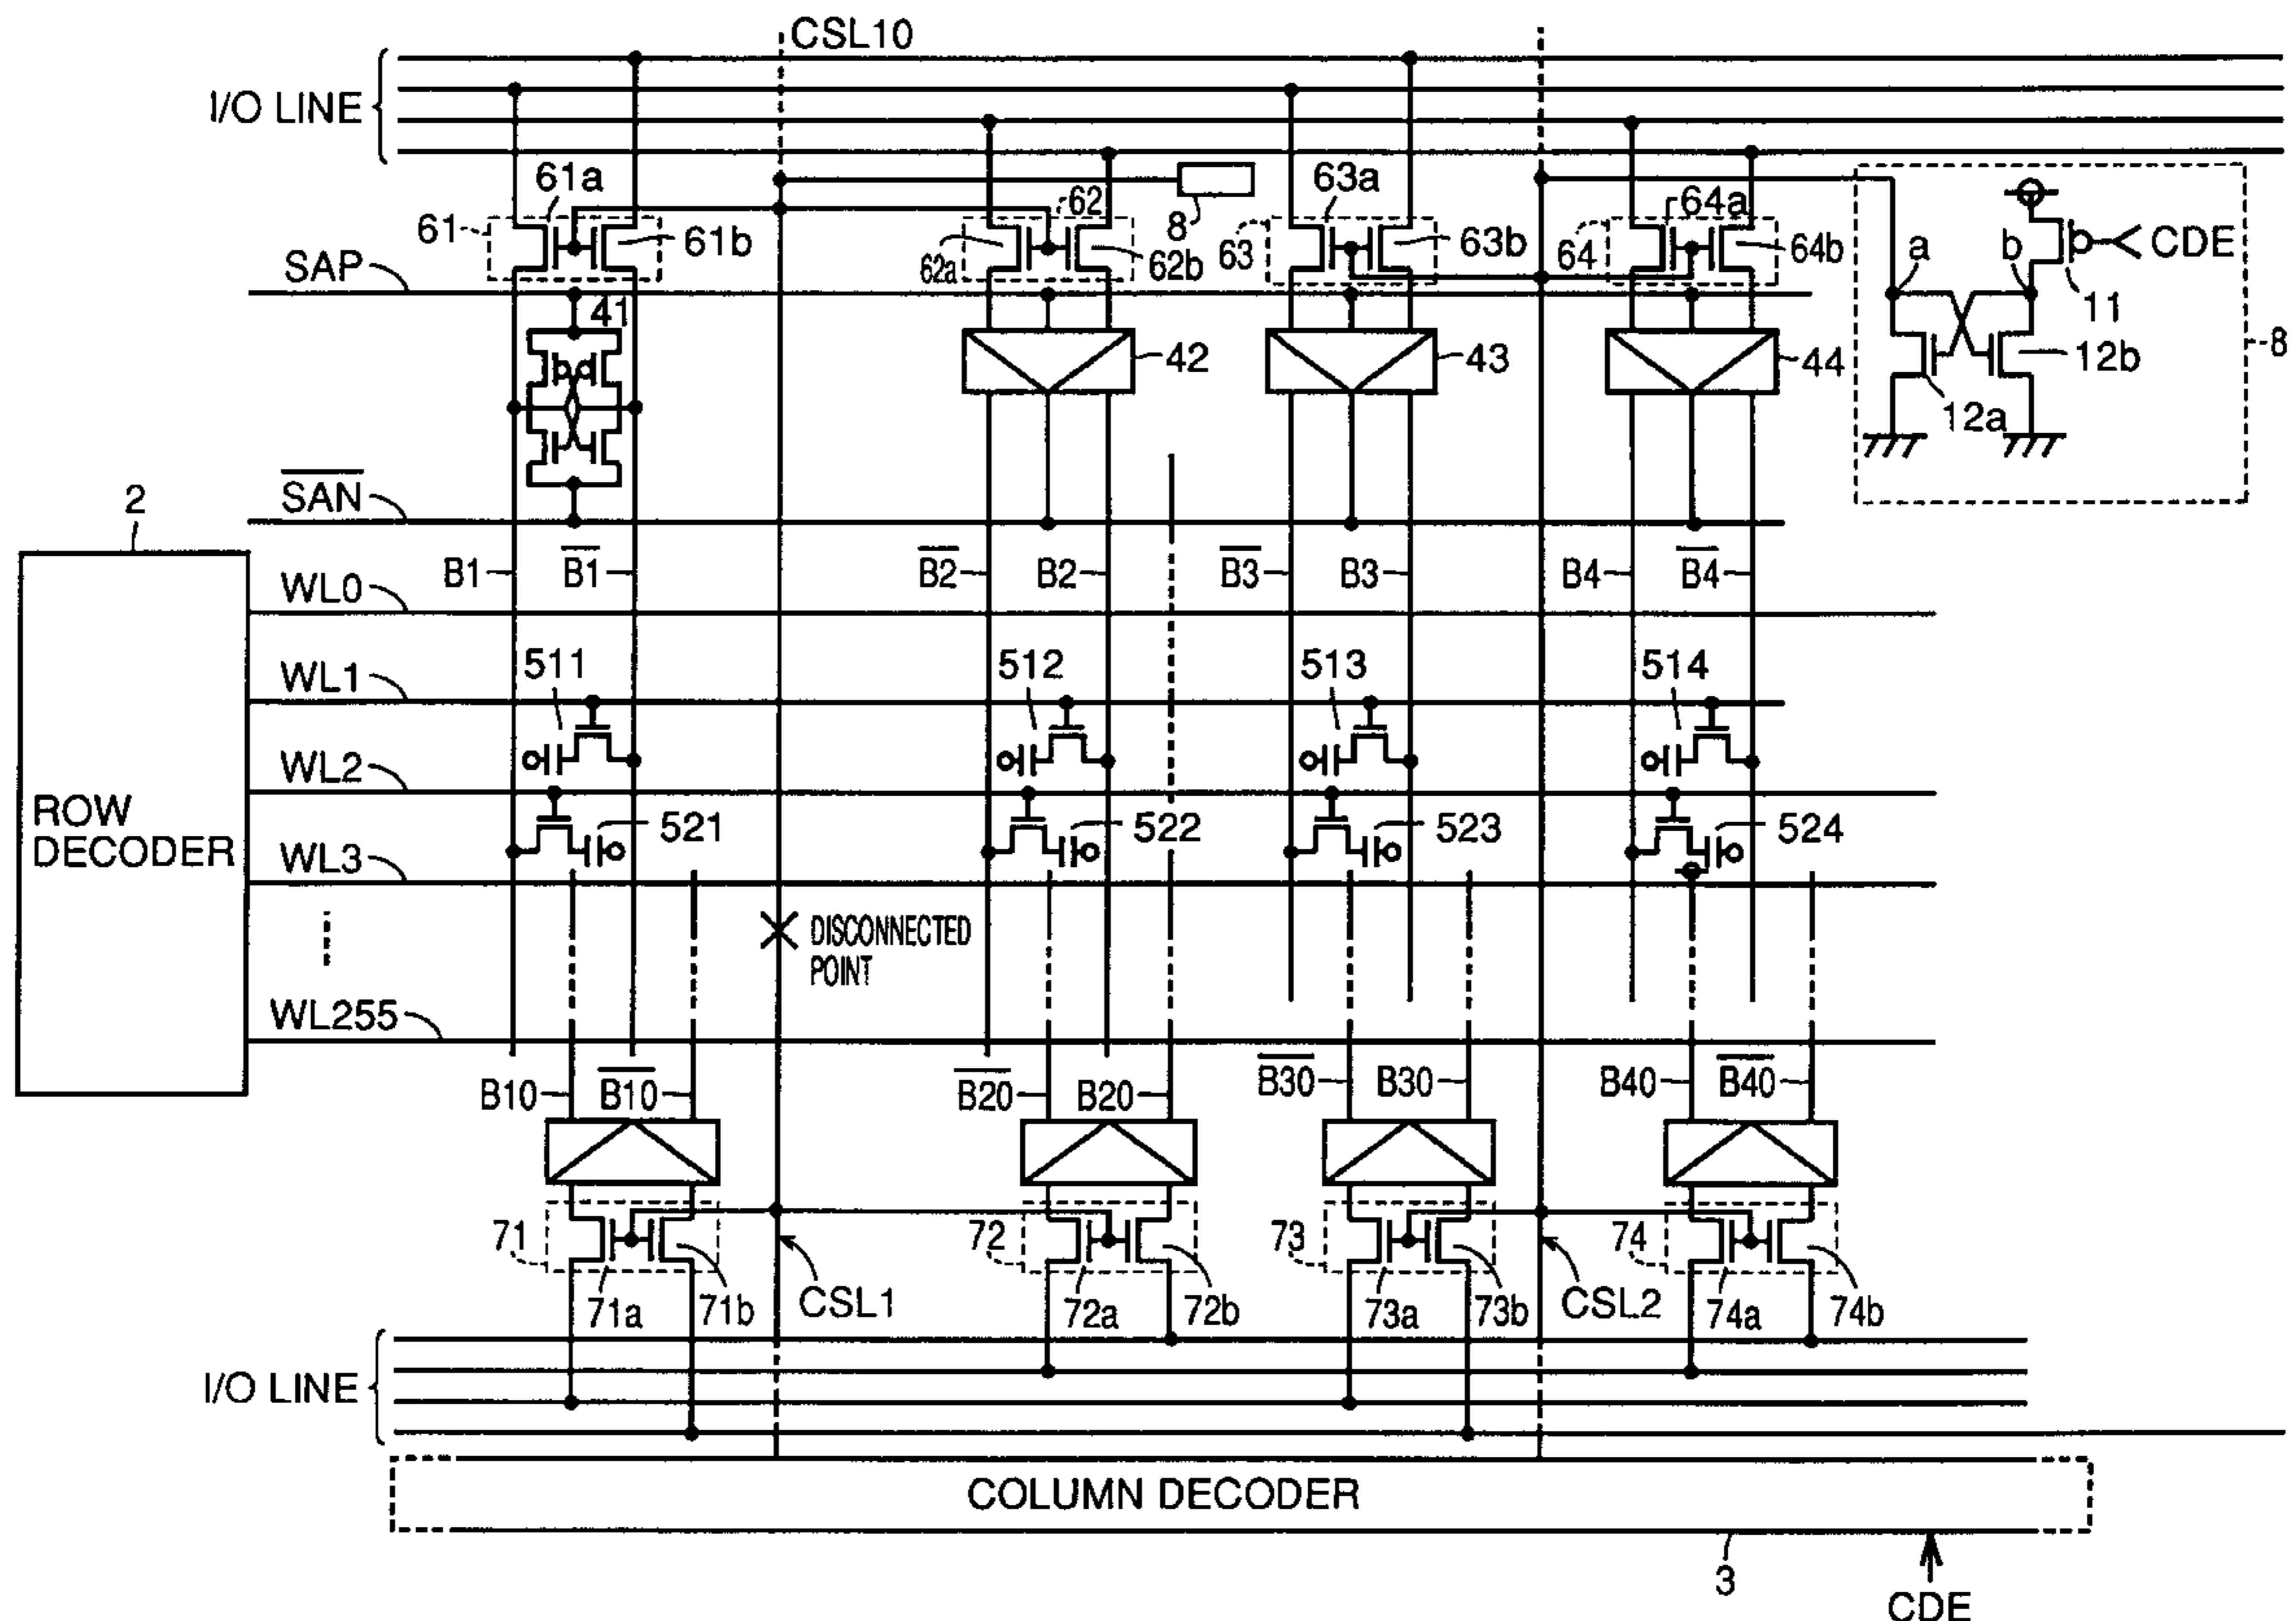 CSL10
I/O LINE
61a
62
63a
64a
61
61b
62a
62b
8
63
63b
64
64b
a
b
CDE
11
SAP
41
42
43
44
12b
8
12a
SAN
2
B1
B1
B2
B2
B3
B3
B4
B4
WL0
511
512
513
514
WL1
WL2
ROW
DECODER
521
522
523
524
WL3
DISCONNECTED
POINT
WL255
B10
B10
B20
B20
B30
B30
B40
B40
71
72
73
74
71a
71b
CSL1
72a
72b
73a
73b
CSL2
74a
74b
I/O LINE
COLUMN DECODER
3
CDE